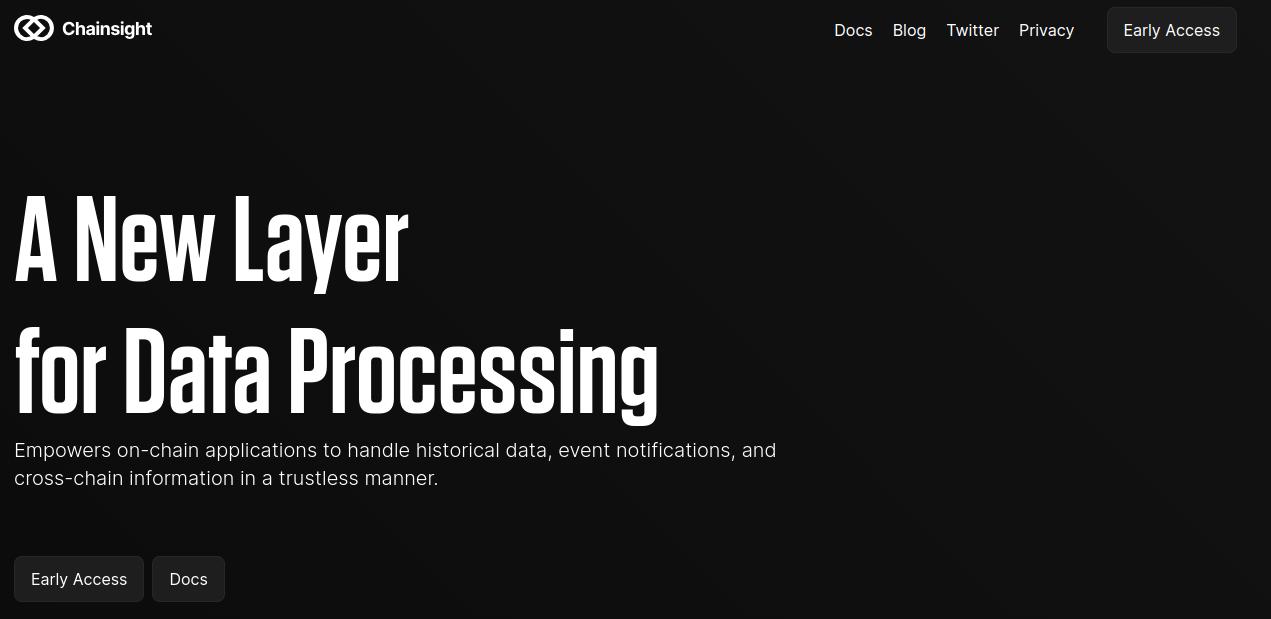 Chainsight
Docs
Blog
Twitter
Privacy
Early Access
A New Layer
for Data Processing
Empowers on-chain applications to handle historical data, event notifications, and
cross-chain information in a trustless manner.
Early Access
Docs